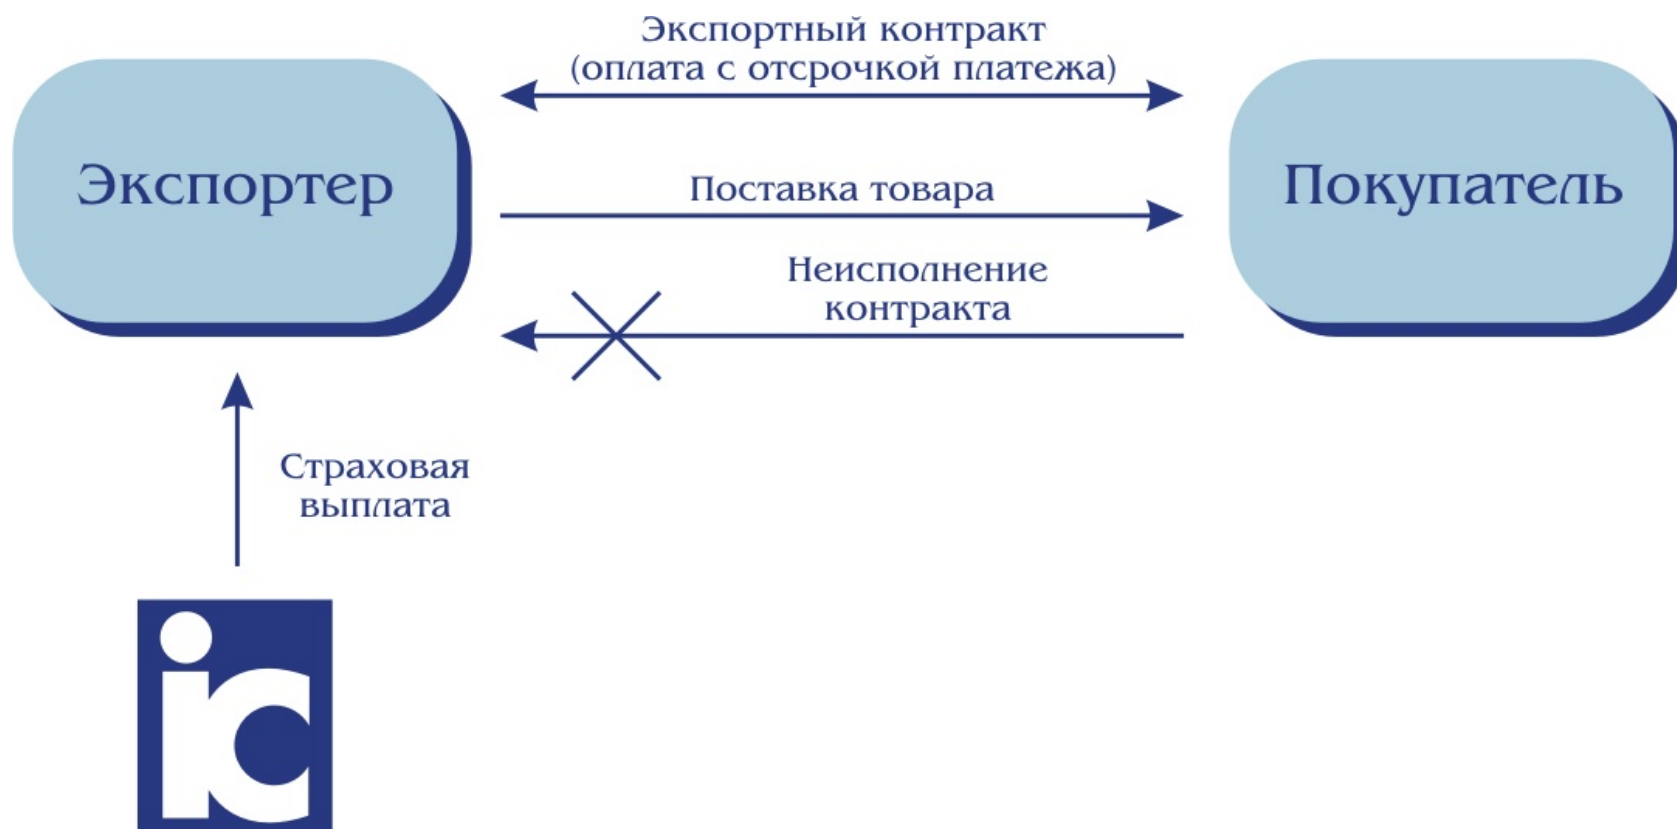 Экспортный контракт
(оплата с отсрочкой платежа)
Экспортер
Поставка товара
Покупатель
Неисполнение
контракта
Страховая
выплата
ic